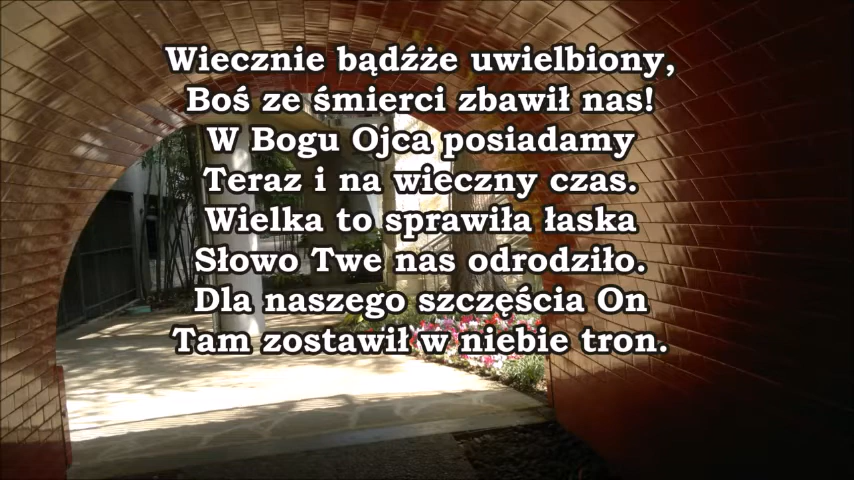 Wiecznie bądźże uwielbiony,
Boś ze śmierci zbawił nas!
W Bogu Ojca posiadamy
Teraz i na wieczny czas.
Wielka to sprawiła łaska
Słowo Twe nas odrodziło.
Dla naszego szczęścia On
Tam zostawił w niebie tron.